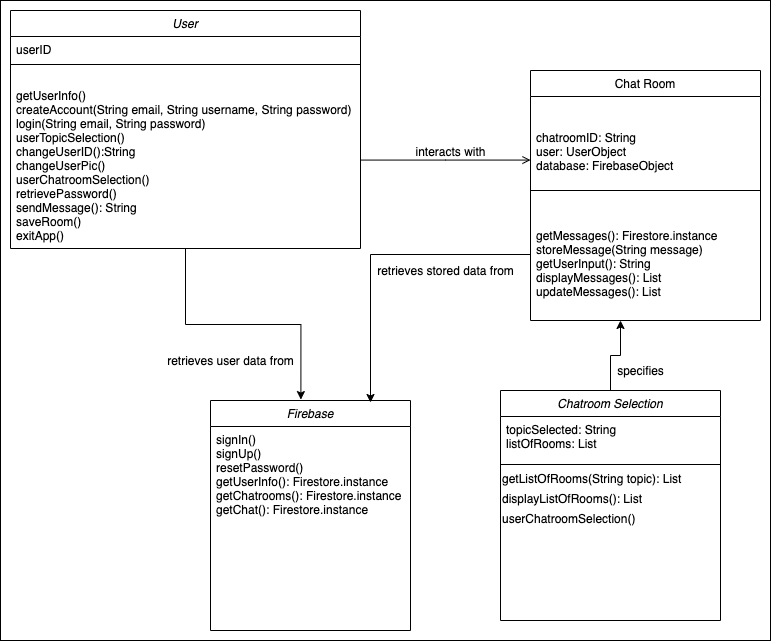 User
userID
getUserInfo()
createAccount(String email, String username, String password)
login(String email, String password)
userTopicSelection()
changeUserID():String
changeUserPic()
userChatroomSelection()
retrievePassword()
sendMessage(): String
saveRoom()
exitApp()
interacts with
Chat Room
chatroomID: String
user: UserObject
database: FirebaseObject
getMessages(): Firestore.instance
storeMessage(String message)
getUserInput(): String
displayMessages(): List
updateMessages(): List
retrieves stored data from
retrieves user data from
specifies
Firebase
signIn()
signUp()
resetPassword()
getUserInfo(): Firestore.instance
getChatrooms(): Firestore.instance
getChat(): Firestore.instance
Chatroom Selection
topicSelected: String
listOfRooms: List
getListOfRooms(String topic): List
displayListOfRooms(): List
userChatroomSelection()